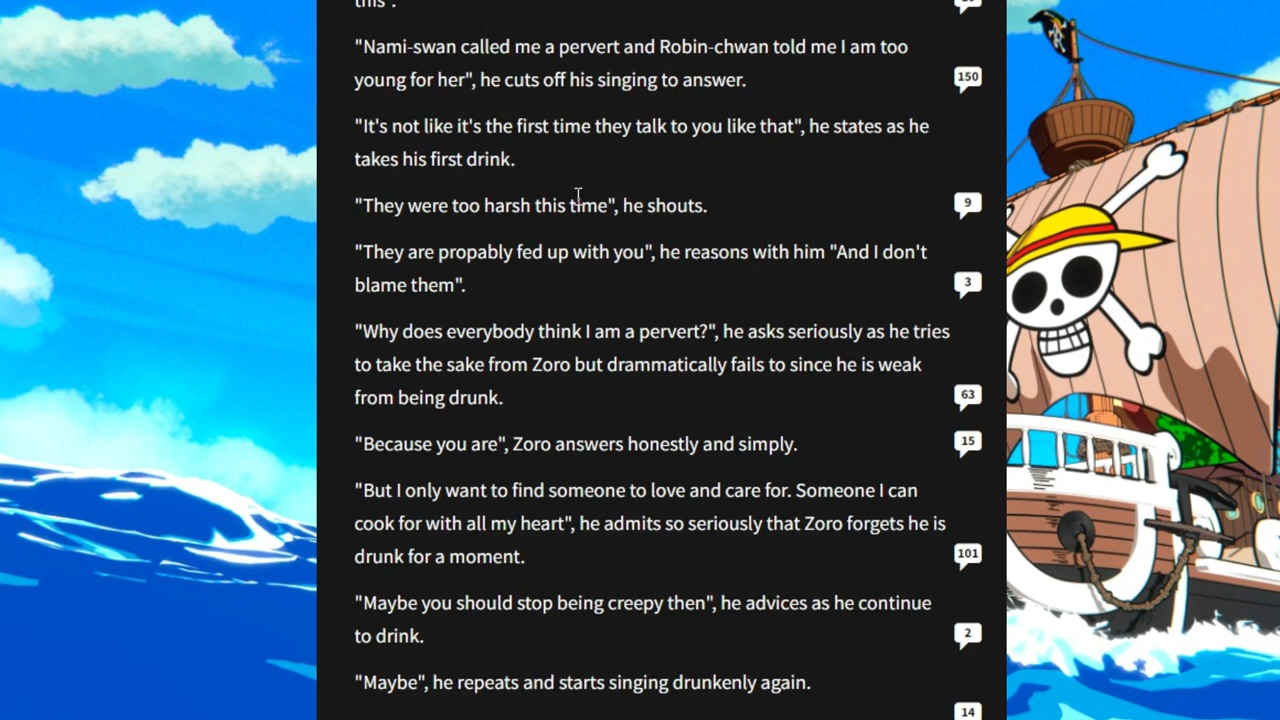 this".
"Nami-swan called me a pervert and Robin-chwan told me I am too
young for her", he cuts off his singing to answer.
150
"It's not like it's the first time they talk to you like that", he states as he
takes his first drink.
"They were too harsh this time", he shouts.
9
"They are propably fed up with you", he reasons with him "And I don't
blame them".
3
"Why does everybody think I am a pervert?", he asks seriously as he tries
to take the sake from Zoro but drammatically fails to since he is weak
from being drunk.
63
"Because you are", Zoro answers honestly and simply.
15
"But I only want to find someone to love and care for. Someone I can
cook for with all my heart", he admits so seriously that Zoro forgets he is
drunk for a moment.
101
"Maybe you should stop being creepy then", he advices as he continue
to drink.
2
"Maybe", he repeats and starts singing drunkenly again.
14